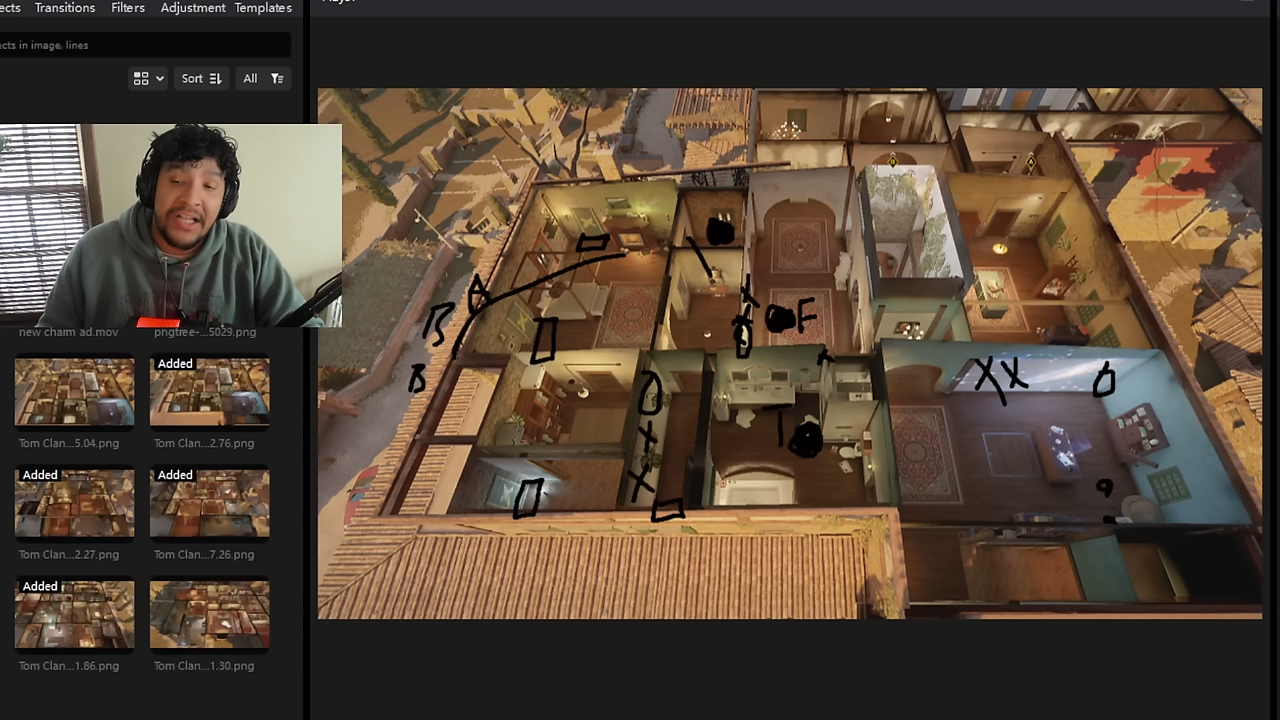 Transitions Filters Adjustment Templates
cts in image, lines
Sort All
new charm ad.mov pngtree-...5029.png
Added
Tom Clan...5.04.png Tom Clan...2.76.png
Added Added
Tom Clan...2.27.png Tom Clan...7.26.png
Added
Tom Clan...1.86.png Tom Clan...1.30.png
A
B
B
F
X X
T
X
X